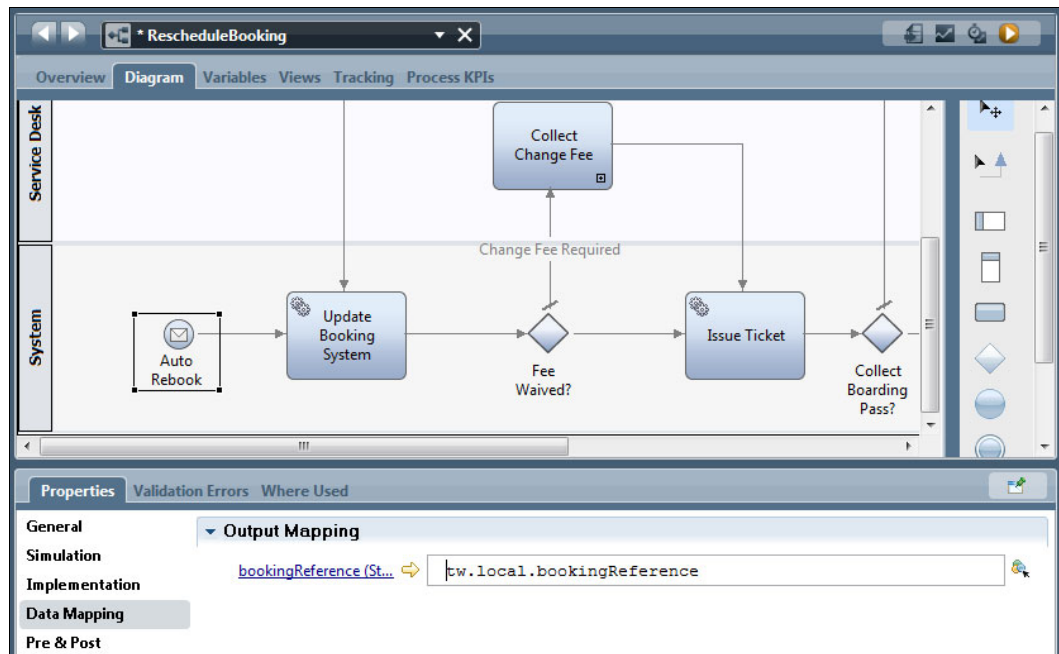 * RescheduleBooking
Overview Diagram Variables Views Tracking Process KPIs
Service Desk
Collect
Change Fee
Change Fee Required
System
Auto
Rebook
Update
Booking
System
Fee
Waived?
Issue Ticket
Collect
Boarding
Pass?
Properties Validation Errors Where Used
General
Simulation
Implementation
Data Mapping
Pre & Post
Output Mapping
bookingReference (St...
tw.local.bookingReference